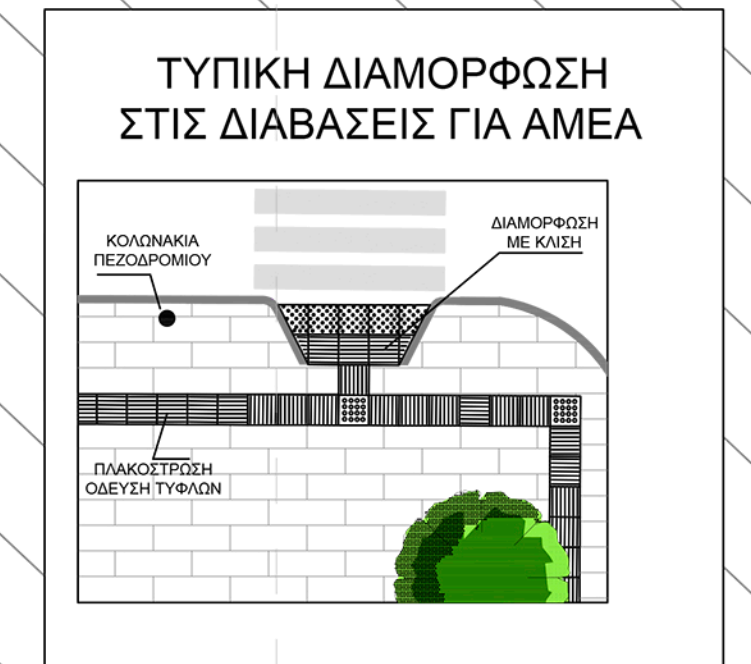 ΤΥΠΙΚΗ ΔΙΑΜΟΡΦΩΣΗ
ΣΤΙΣ ΔΙΑΒΑΣΕΙΣ ΓΙΑ ΑΜΕΑ
ΚΟΛΩΝΑΚΙΑ
ΠΕΖΟΔΡΟΜΙΟΥ
ΔΙΑΜΟΡΦΩΣΗ
ΜΕ ΚΛΙΣΗ
ΠΛΑΚΟΣΤΡΩΣΗ
ΟΔΕΥΣΗ ΤΥΦΛΩΝ